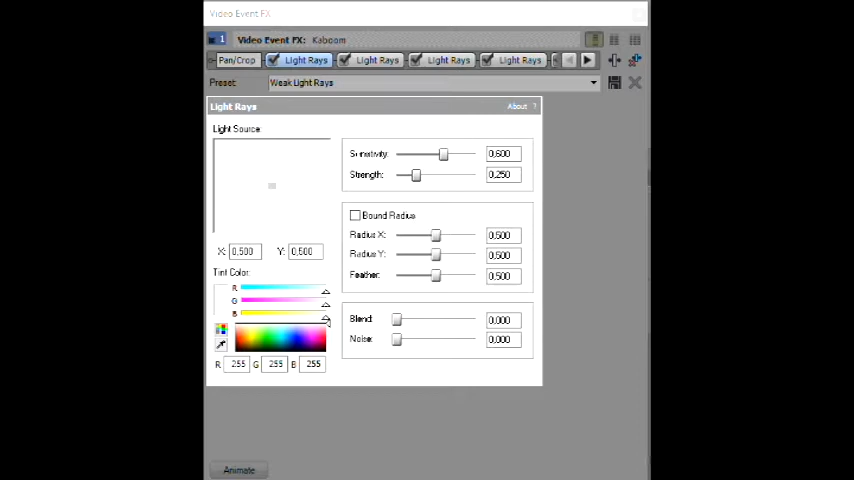 Video Event FX
1 Video Event FX: Kaboom
Pan/Crop Light Rays Light Rays Light Rays Light Rays
Preset: Weak Light Rays
Light Rays About ?
Light Source:
Sensitivity: 0,600
Strength: 0,250
Bound Radius
Radius X: 0,500
Radius Y: 0,500
Feather: 0,500
X: 0,500 Y: 0,500
Tint Color:
R
G
B
Blend: 0,000
Noise: 0,000
R 255 G 255 B 255
Animate